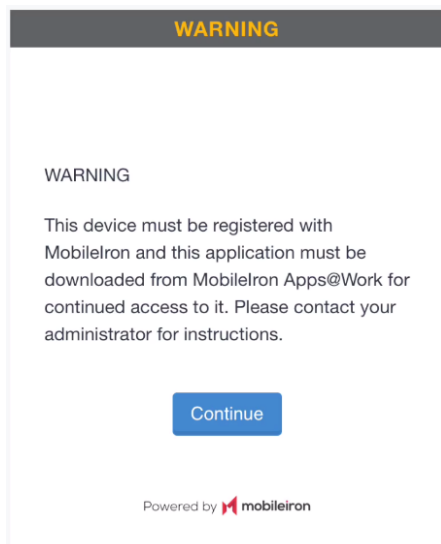 WARNING
WARNING
This device must be registered with
MobileIron and this application must be
downloaded from MobileIron Apps@Work for
continued access to it. Please contact your
administrator for instructions.
Continue
Powered by mobileiron